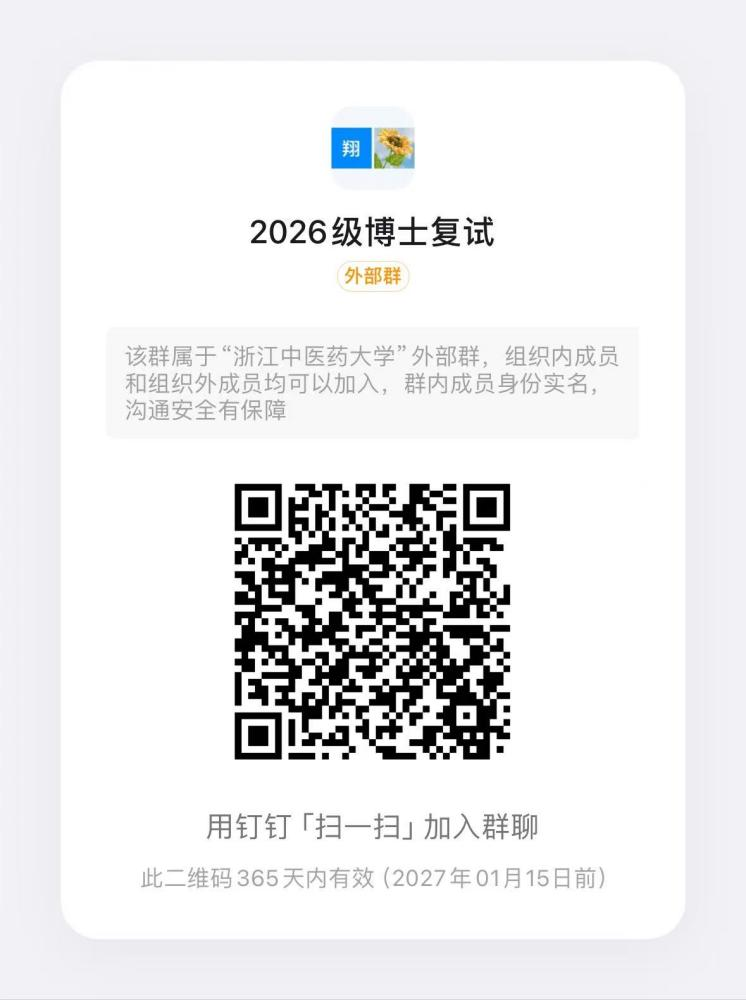 翔
2026级博士复试
外部群
该群属于“浙江中医药大学”外部群，组织内成员
和组织外成员均可以加入，群内成员身份实名，
沟通安全有保障
用钉钉「扫一扫」加入群聊
此二维码365天内有效（2027年01月15日前）